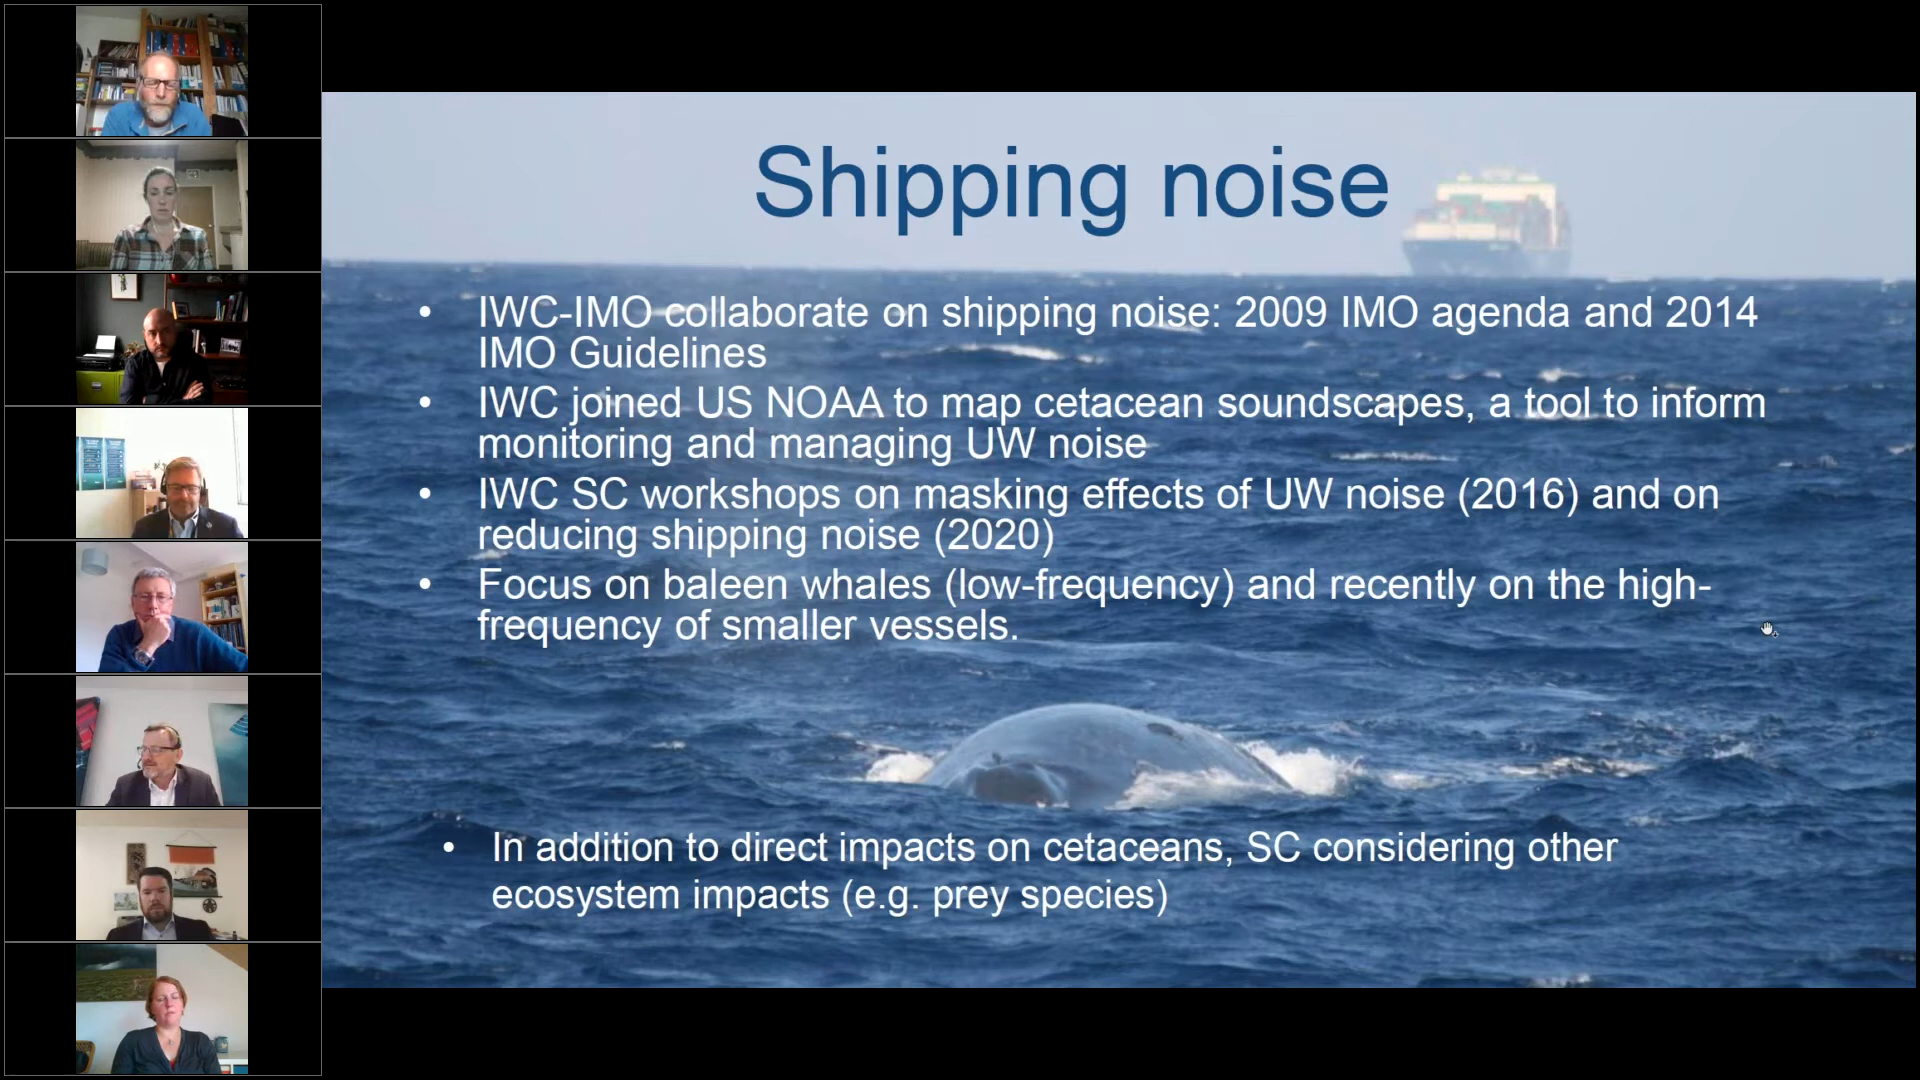 Shipping noise
• IWC-IMO collaborate on shipping noise: 2009 IMO agenda and 2014
IMO Guidelines
• IWC joined US NOAA to map cetacean soundscapes, a tool to inform
monitoring and managing UW noise
• IWC SC workshops on masking effects of UW noise (2016) and on
reducing shipping noise (2020)
• Focus on baleen whales (low-frequency) and recently on the high-
frequency of smaller vessels.
• In addition to direct impacts on cetaceans, SC considering other
ecosystem impacts (e.g. prey species)